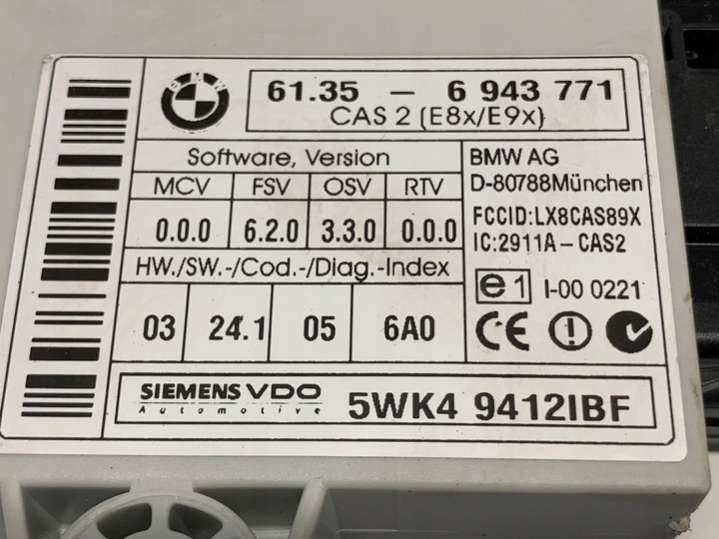 BMW
61.35 - 6 943 771
CAS 2 (E8x/E9x)
Software, Version
MCV FSV OSV RTV
0.0.0 6.2.0 3.3.0 0.0.0
HW./SW.-/Cod.-/Diag.-Index
03 24.1 05 6A0
BMW AG
D-80788München
FCCID:LX8CAS89X
IC:2911A-CAS2
e1 I-00 0221
CE
SIEMENS VDO
Automotive
5WK4 9412IBF